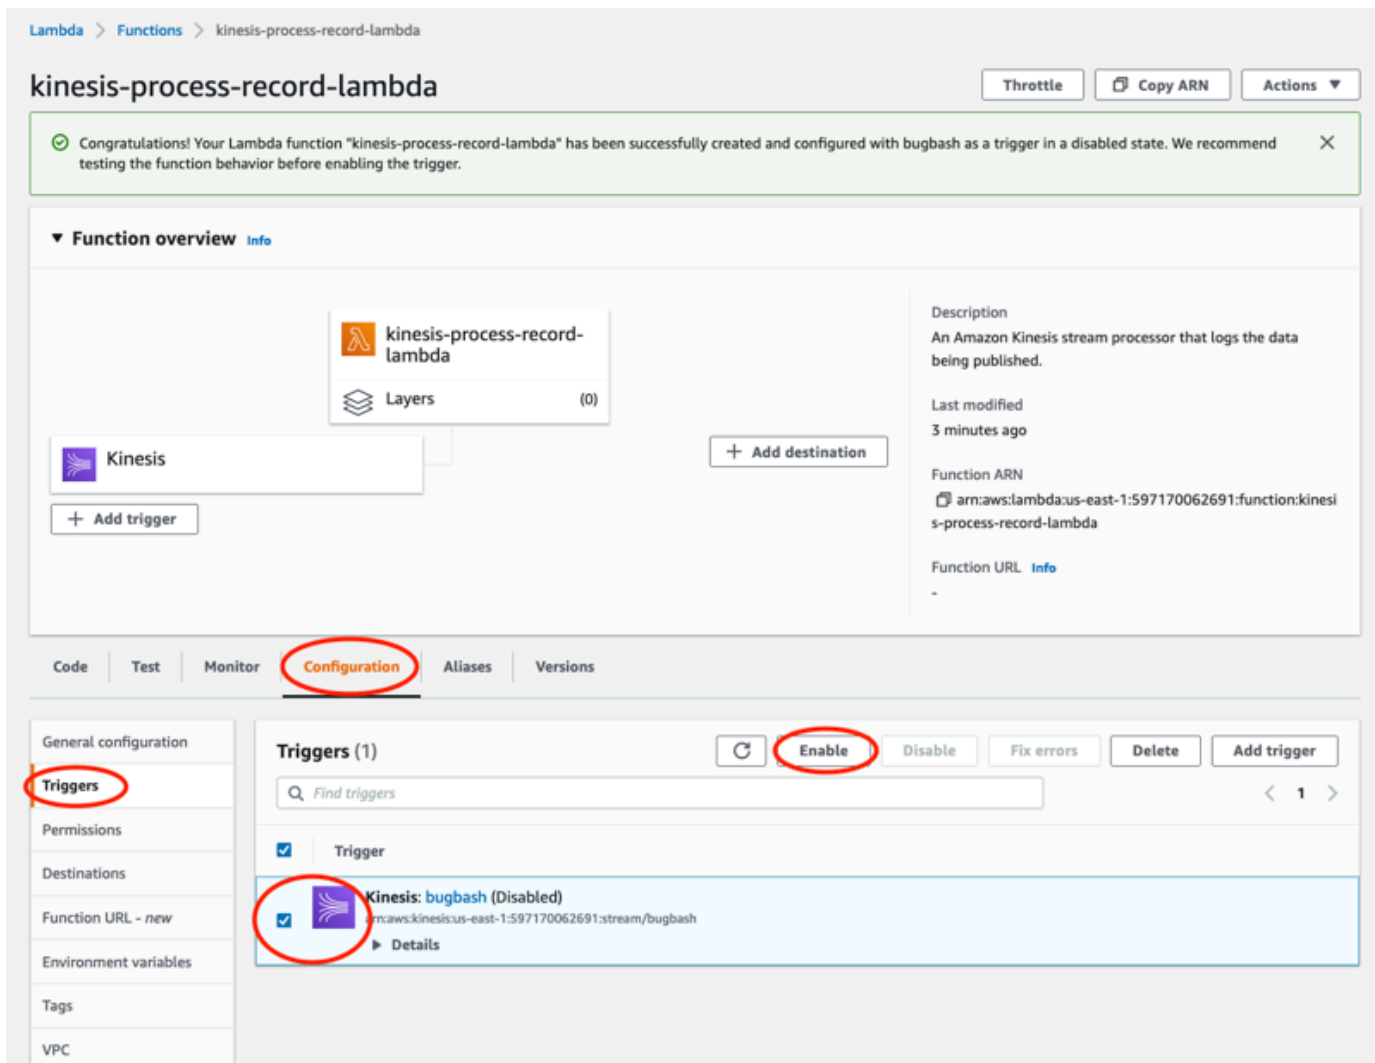 Lambda > Functions > kinesis-process-record-lambda
kinesis-process-record-lambda
Throttle
Copy ARN
Actions
Congratulations! Your Lambda function "kinesis-process-record-lambda" has been successfully created and configured with bugbash as a trigger in a disabled state. We recommend
testing the function behavior before enabling the trigger.
Function overview Info
kinesis-process-record-
lambda
Layers (0)
Kinesis
+ Add trigger
+ Add destination
Description
An Amazon Kinesis stream processor that logs the data
being published.
Last modified
3 minutes ago
Function ARN
arn:aws:lambda:us-east-1:597170062691:function:kinesi
s-process-record-lambda
Function URL Info
-
Code Test Monitor Configuration Aliases Versions
General configuration
Triggers
Permissions
Destinations
Function URL - new
Environment variables
Tags
VPC
Triggers (1)
Enable
Disable
Fix errors
Delete
Add trigger
Find triggers
< 1 >
Trigger
Kinesis: bugbash (Disabled)
arn:aws:kinesis:us-east-1:597170062691:stream/bugbash
Details